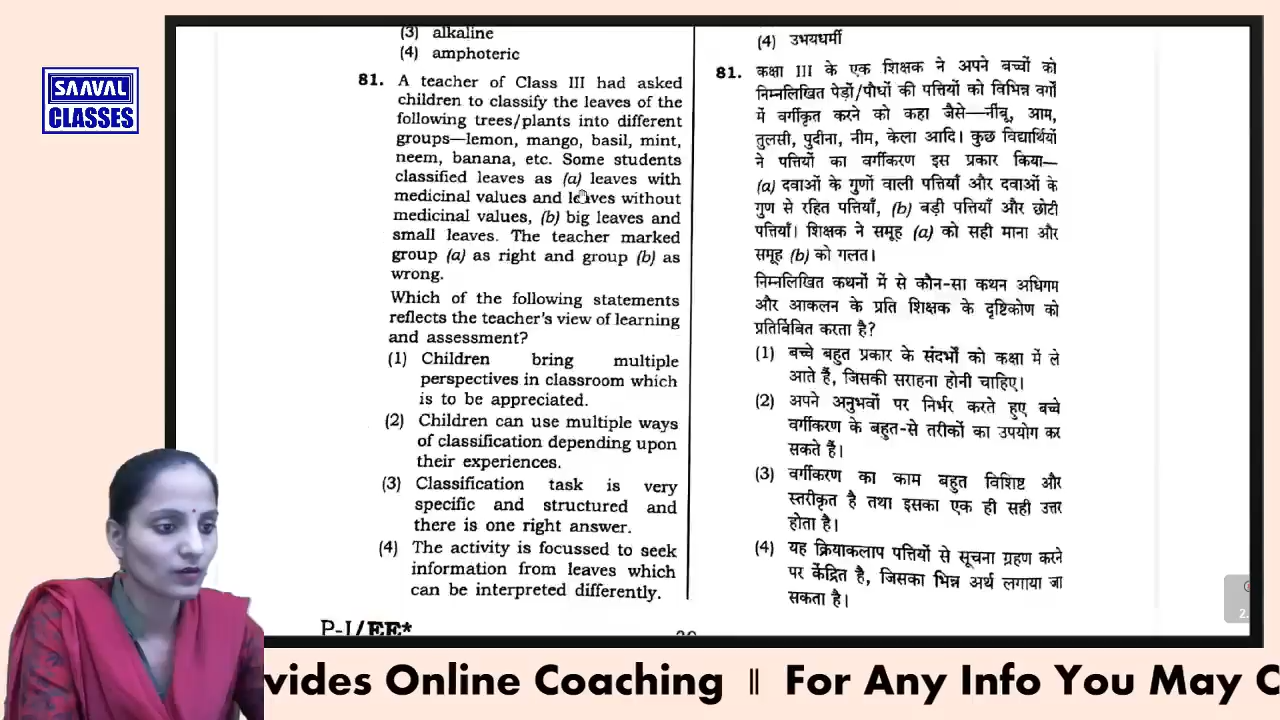 SAAVAL
CLASSES
(3) alkaline
(4) amphoteric
81. A teacher of Class III had asked
children to classify the leaves of the
following trees/plants into different
groups—lemon, mango, basil, mint,
neem, banana, etc. Some students
classified leaves as (a) leaves with
medicinal values and leaves without
medicinal values, (b) big leaves and
small leaves. The teacher marked
group (a) as right and group (b) as
wrong.
Which of the following statements
reflects the teacher's view of learning
and assessment?
(1) Children bring multiple
perspectives in classroom which
is to be appreciated.
(2) Children can use multiple ways
of classification depending upon
their experiences.
(3) Classification task is very
specific and structured and
there is one right answer.
(4) The activity is focussed to seek
information from leaves which
can be interpreted differently.
P-I/EE*
(4) उभयधर्मी
81. कक्षा III के एक शिक्षक ने अपने बच्चों को
निम्नलिखित पेड़ों/पौधों की पत्तियों को विभिन्न वर्गों
में वर्गीकृत करने को कहा जैसे—नींबू, आम,
तुलसी, पुदीना, नीम, केला आदि। कुछ विद्यार्थियों
ने पत्तियों का वर्गीकरण इस प्रकार किया—
(a) दवाओं के गुणों वाली पत्तियाँ और दवाओं के
गुण से रहित पत्तियाँ, (b) बड़ी पत्तियाँ और छोटी
पत्तियाँ। शिक्षक ने समूह (a) को सही माना और
समूह (b) को गलत।
निम्नलिखित कथनों में से कौन-सा कथन अधिगम
और आकलन के प्रति शिक्षक के दृष्टिकोण को
प्रतिबिंबित करता है?
(1) बच्चे बहुत प्रकार के संदर्भों को कक्षा में ले
आते हैं, जिसकी सराहना होनी चाहिए।
(2) अपने अनुभवों पर निर्भर करते हुए बच्चे
वर्गीकरण के बहुत-से तरीकों का उपयोग कर
सकते हैं।
(3) वर्गीकरण का काम बहुत विशिष्ट और
स्तरीकृत है तथा इसका एक ही सही उत्तर
होता है।
(4) यह क्रियाकलाप पत्तियों से सूचना ग्रहण करने
पर केंद्रित है, जिसका भिन्न अर्थ लगाया जा
सकता है।
vides Online Coaching || For Any Info You May C